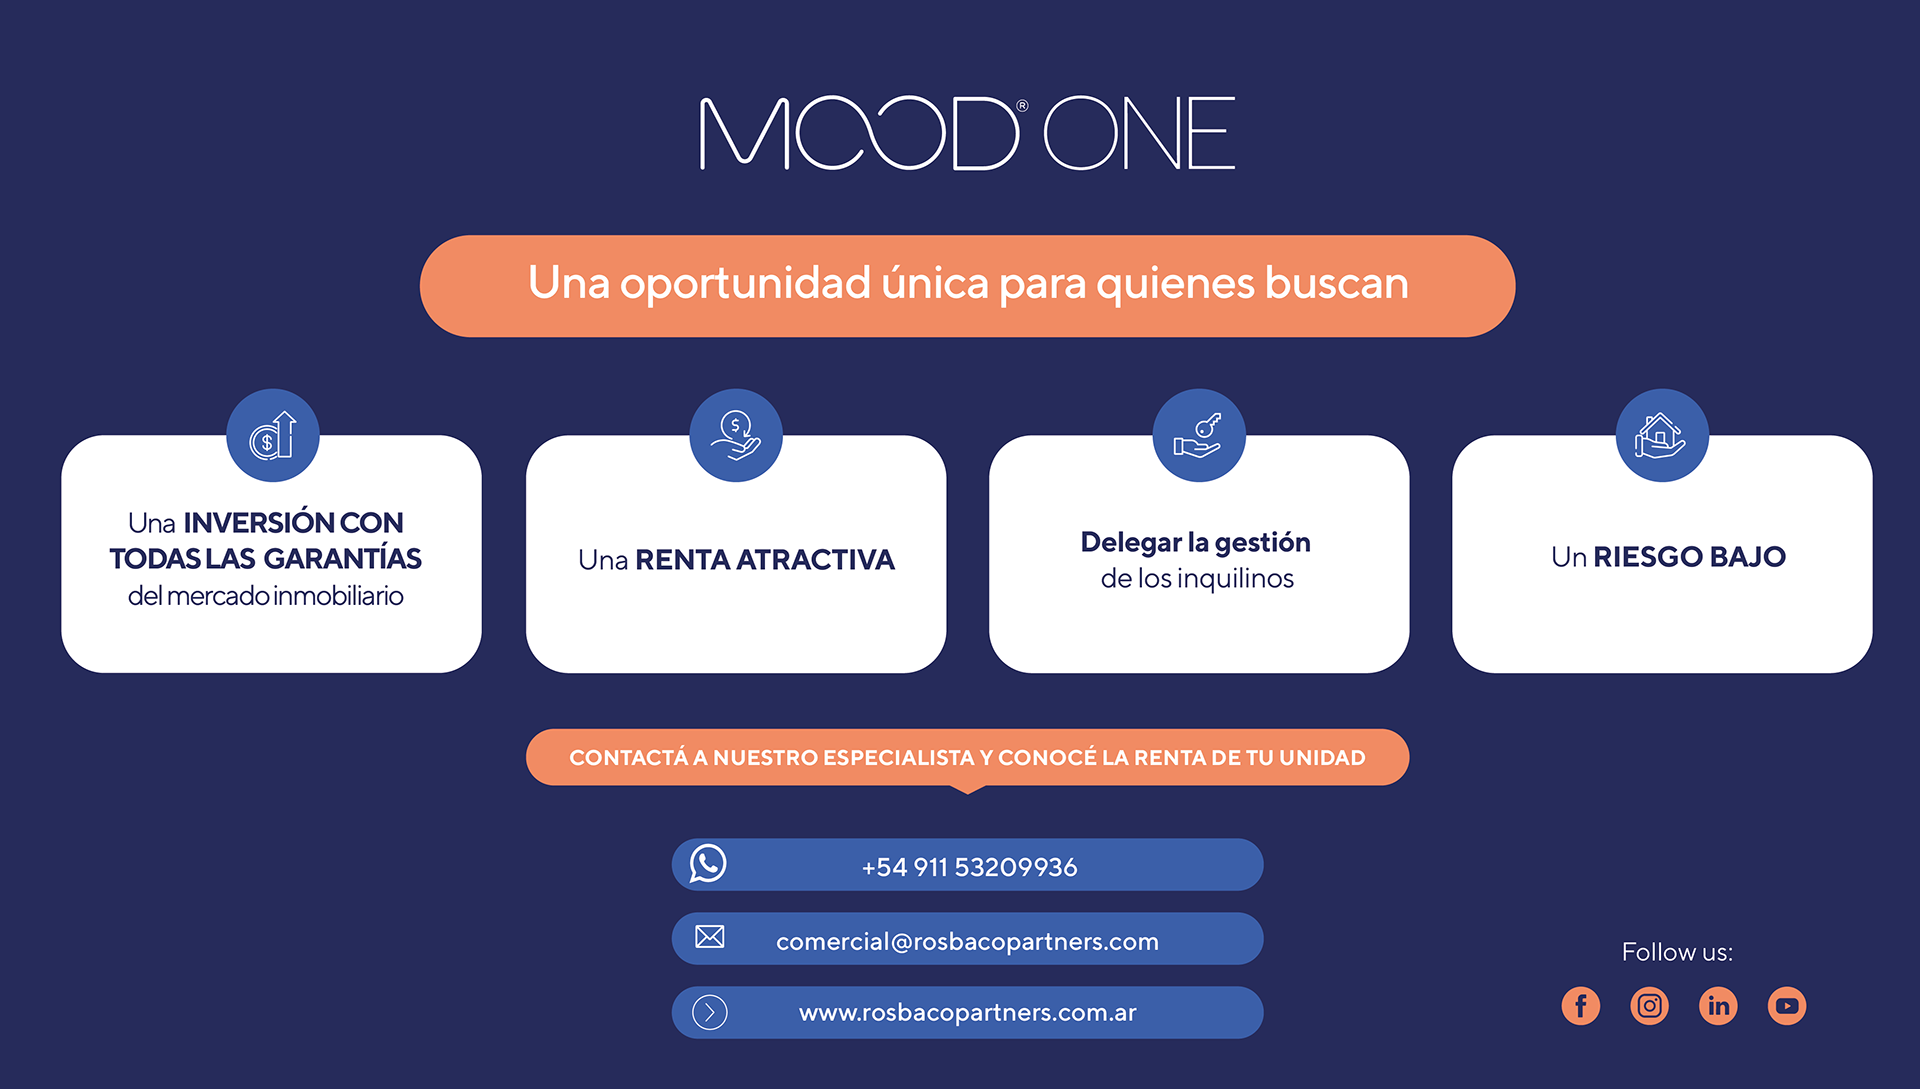 MOOD® ONE
Una oportunidad única para quienes buscan
Una INVERSIÓN CON
TODAS LAS GARANTÍAS
del mercado inmobiliario
Una RENTA ATRACTIVA
Delegar la gestión
de los inquilinos
Un RIESGO BAJO
CONTACTÁ A NUESTRO ESPECIALISTA Y CONOCÉ LA RENTA DE TU UNIDAD
+54 911 53209936
comercial@rosbacopartners.com
www.rosbacopartners.com.ar
Follow us: